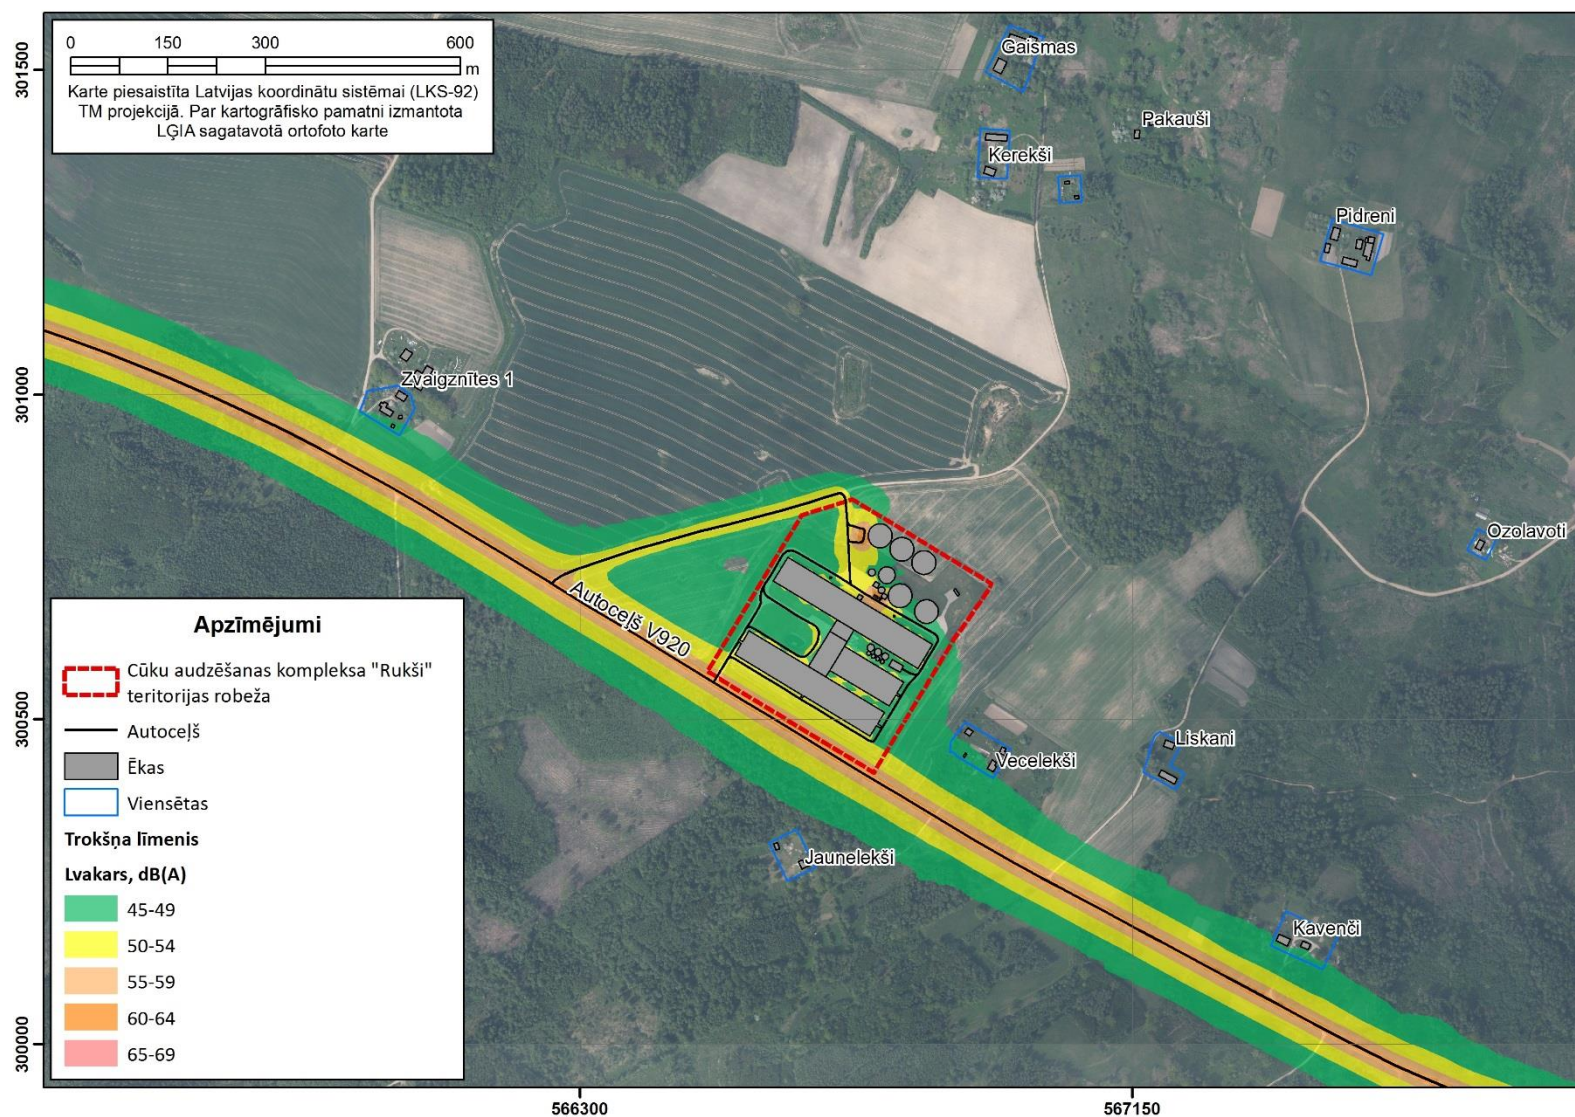 0 150 300 600
m
Karte piesaistīta Latvijas koordinātu sistēmai (LKS-92)
TM projekcijā. Par kartogrāfisko pamatni izmantota
LĢIA sagatavotā ortofoto karte
301500
301000
300500
300000
Gaismas
Pakauši
Kerekši
Pidreni
Zvaigznītes 1
Ozolavoti
Autoceļš V920
Vecelekši
Liskani
Jaunelekši
Kavenči
Apzīmējumi
Cūku audzēšanas kompleksa "Rukši"
teritorijas robeža
Autoceļš
Ēkas
Viensētas
Trokšņa līmenis
Lvakars, dB(A)
45-49
50-54
55-59
60-64
65-69
566300
567150